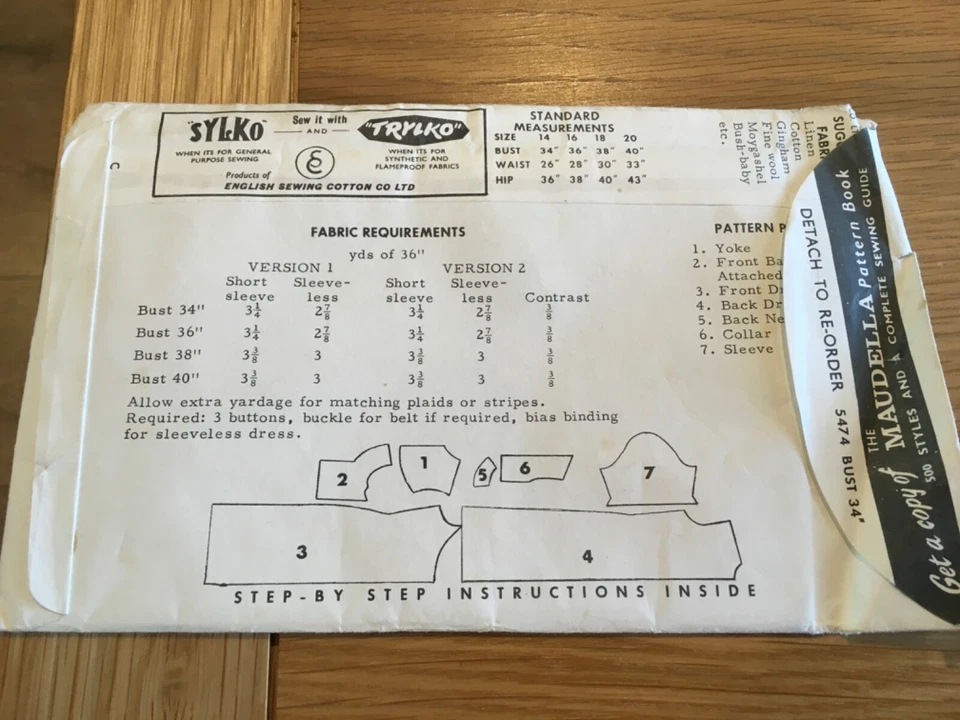 "SYLKO"
WHEN ITS FOR GENERAL
PURPOSE SEWING
Sew it with
— AND —
"TRYLKO"
WHEN ITS FOR
SYNTHETIC AND
FLAMEPROOF FABRICS
Products of
ENGLISH SEWING COTTON CO LTD
STANDARD
MEASUREMENTS
SIZE 14 16 18 20
BUST 34" 36" 38" 40"
WAIST 26" 28" 30" 33"
HIP 36" 38" 40" 43"
SUG
FABRI
Linen
Cotton
Gingham
Fine wool
Moygashel
Bush-baby
etc.
C
FABRIC REQUIREMENTS
yds of 36"
VERSION 1 VERSION 2
Short Sleeve- Short Sleeve-
sleeve less sleeve less Contrast
Bust 34" 3¼ 2⅞ 3¼ 2⅞ ⅜
Bust 36" 3¼ 2⅞ 3¼ 2⅞ ⅜
Bust 38" 3⅜ 3 3⅜ 3 ⅜
Bust 40" 3⅜ 3 3⅜ 3 ⅜
Allow extra yardage for matching plaids or stripes.
Required: 3 buttons, buckle for belt if required, bias binding
for sleeveless dress.
PATTERN P
1. Yoke
2. Front Ba
Attached
3. Front D
4. Back Dr
5. Back Ne
6. Collar
7. Sleeve
DETACH TO RE-ORDER 5474 BUST 34"
Get a copy of THE MAUDELLA Pattern Book
500 STYLES AND A COMPLETE SEWING GUIDE
2
1
5
6
7
3
4
STEP-BY STEP INSTRUCTIONS INSIDE